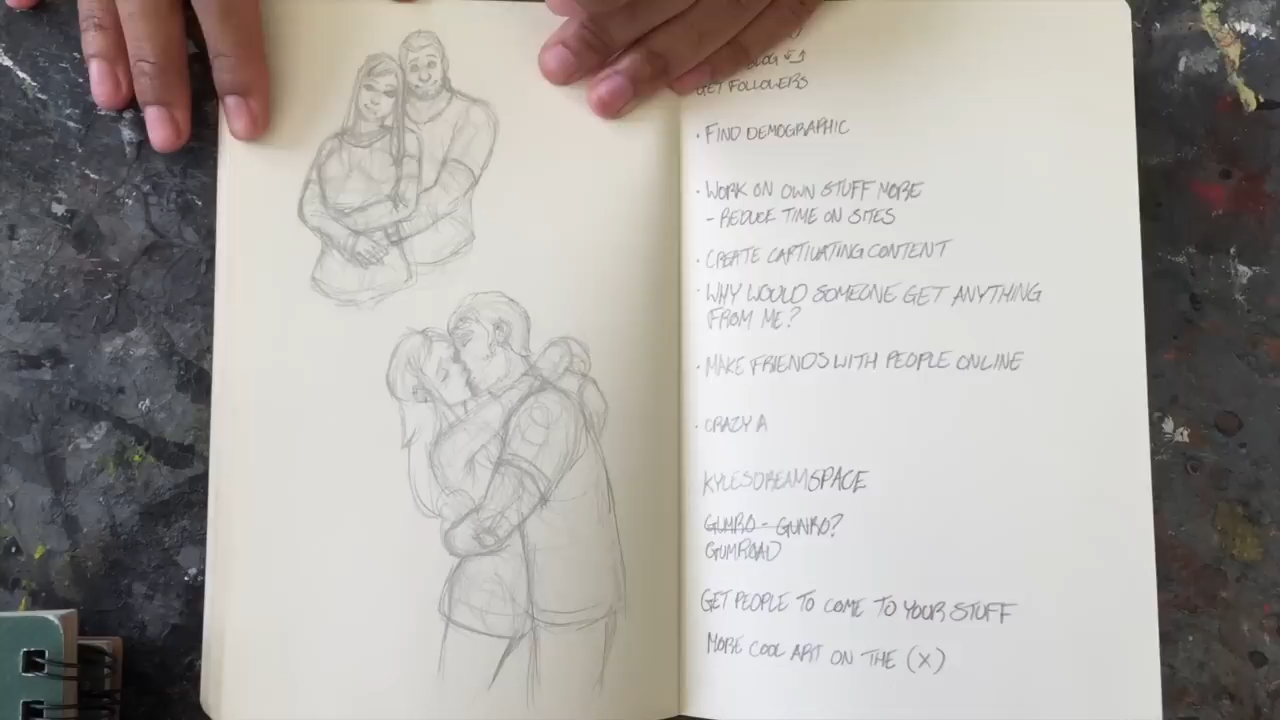 BLOG
GET FOLLOWERS
· FIND DEMOGRAPHIC
· WORK ON OWN STUFF MORE
- REDUCE TIME ON SITES
· CREATE CAPTIVATING CONTENT
· WHY WOULD SOMEONE GET ANYTHING
FROM ME?
· MAKE FRIENDS WITH PEOPLE ONLINE
· CRAZY A
KYLESDREAMSPACE
GUMRO - GUNRO?
GUMROAD
GET PEOPLE TO COME TO YOUR STUFF
MORE COOL ART ON THE (X)